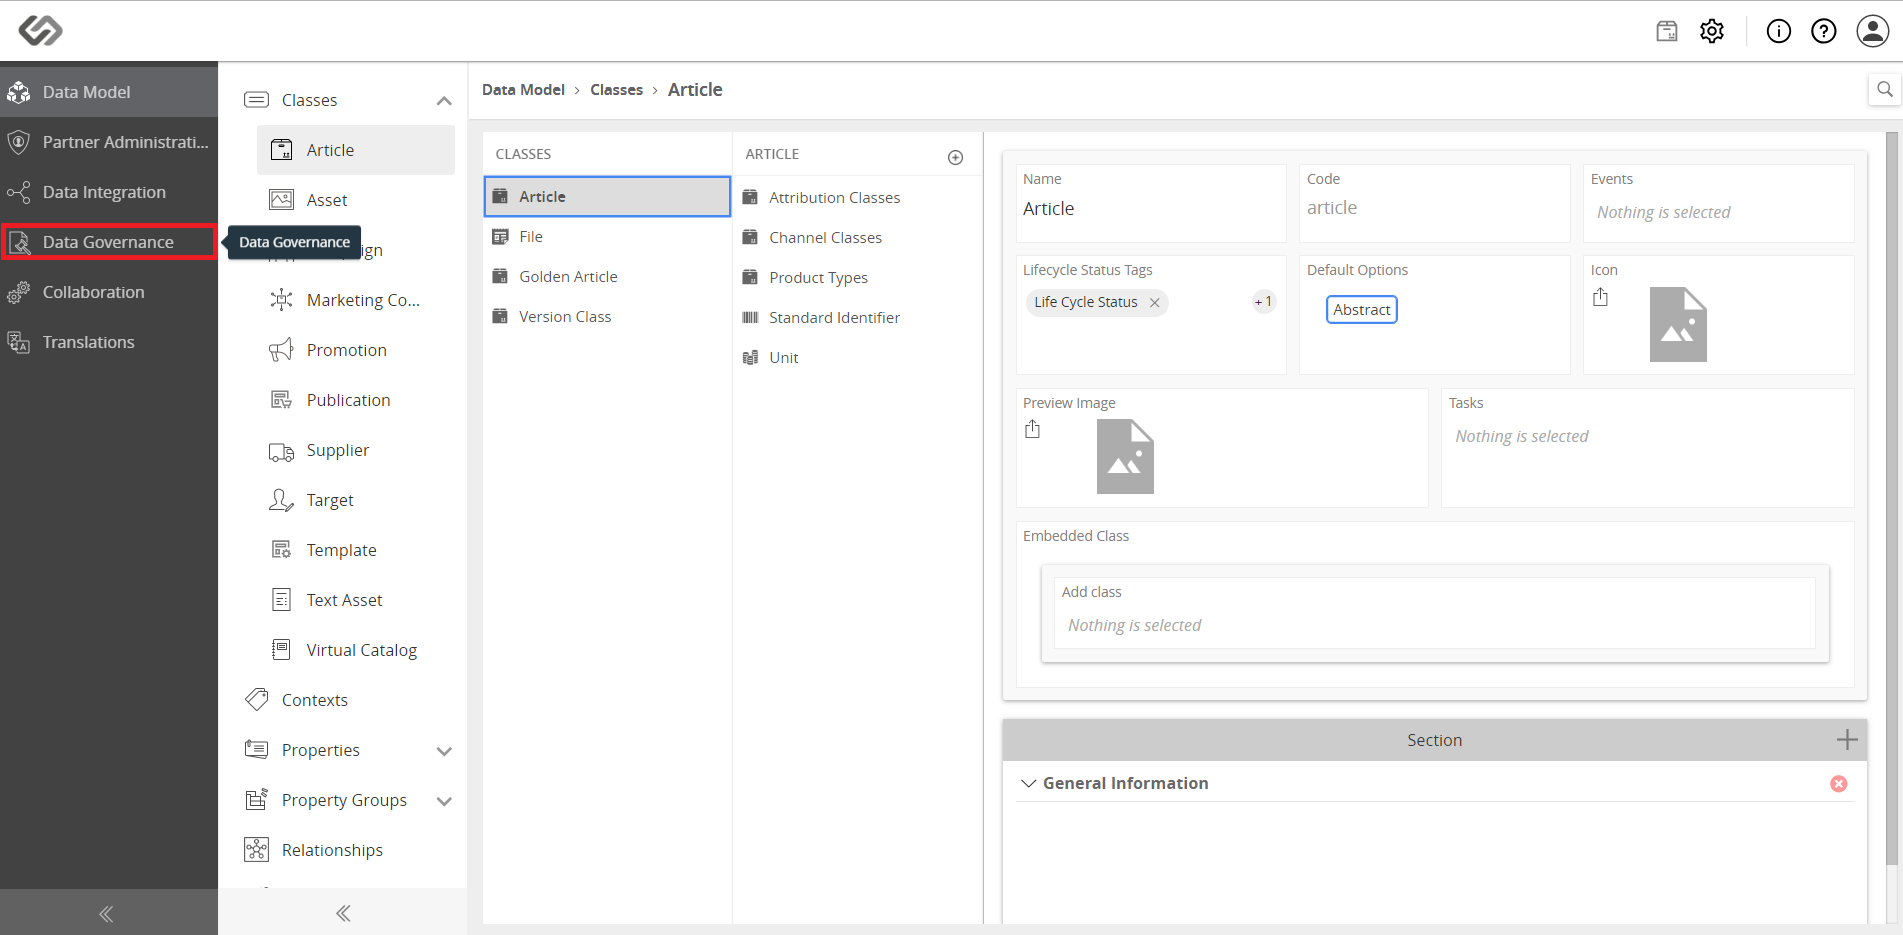 Data Model
Partner Administrati...
Data Integration
Data Governance
Collaboration
Translations
Classes
Article
Asset
Data Governance
ign
Marketing Co...
Promotion
Publication
Supplier
Target
Template
Text Asset
Virtual Catalog
Contexts
Properties
Property Groups
Relationships
Data Model > Classes > Article
CLASSES
Article
File
Golden Article
Version Class
ARTICLE
Attribution Classes
Channel Classes
Product Types
Standard Identifier
Unit
Name
Article
Code
article
Events
Nothing is selected
Lifecycle Status Tags
Life Cycle Status
+ 1
Default Options
Abstract
Icon
Preview Image
Tasks
Nothing is selected
Embedded Class
Add class
Nothing is selected
Section
General Information